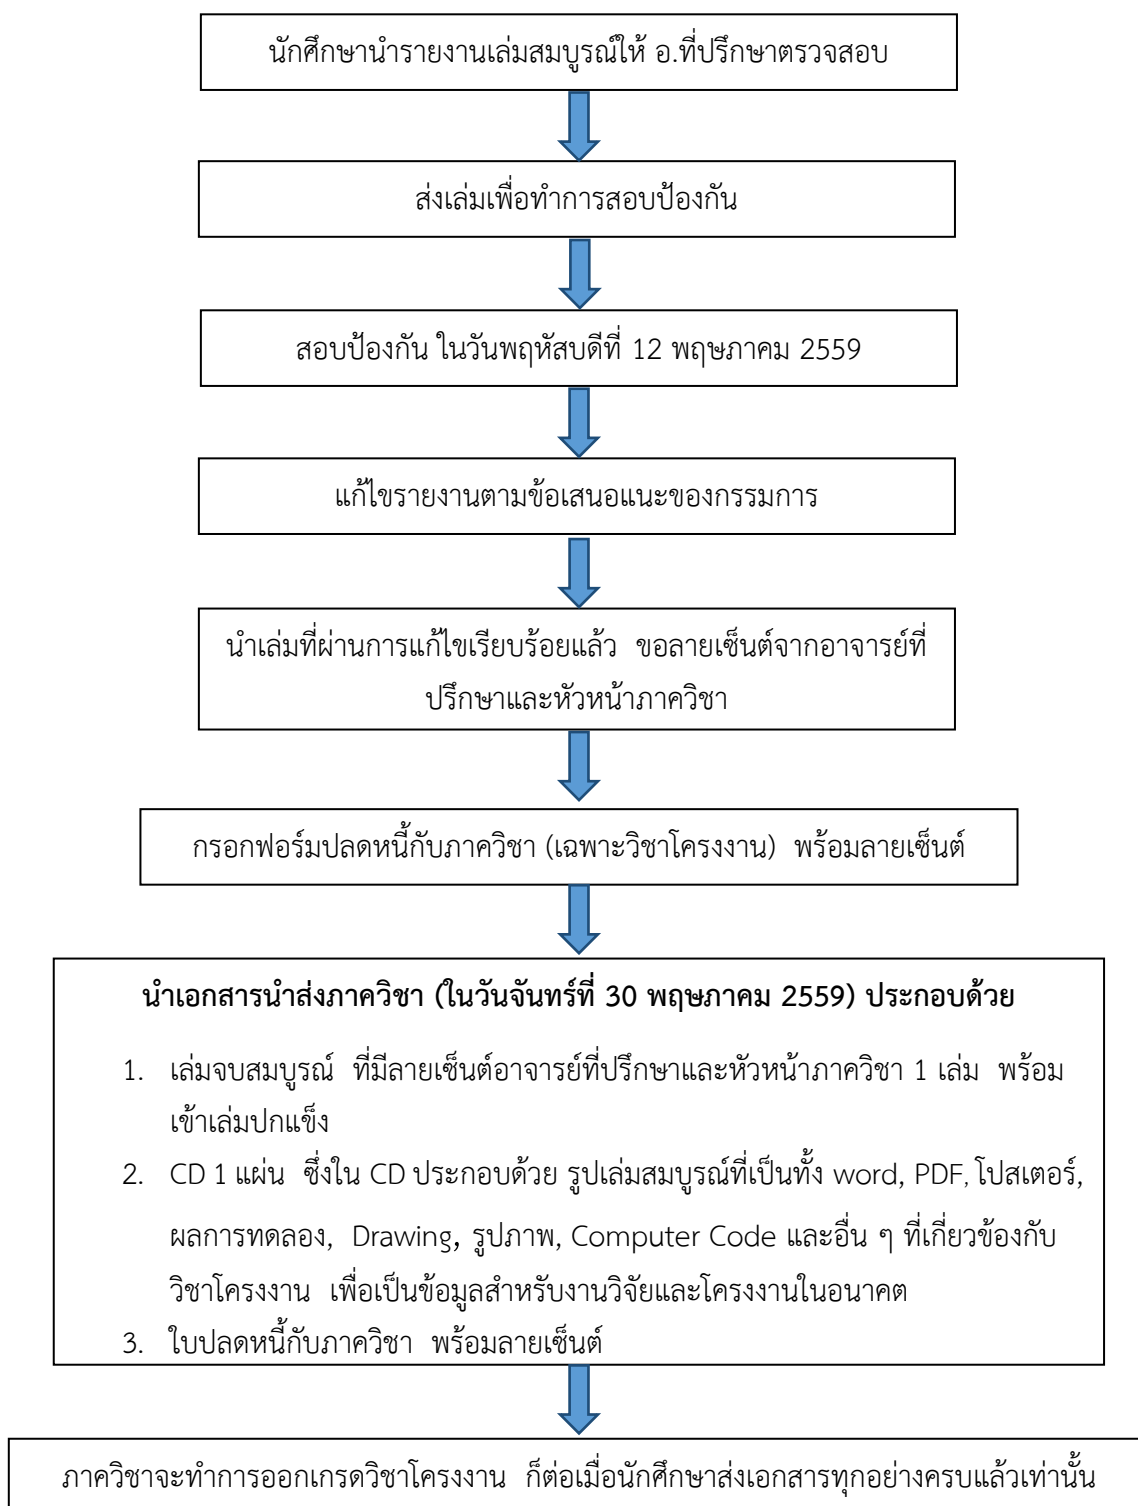 นักศึกษานำรายงานเล่มสมบูรณ์ให้ อ.ที่ปรึกษาตรวจสอบ
ส่งเล่มเพื่อทำการสอบป้องกัน
สอบป้องกัน ในวันพฤหัสบดีที่ 12 พฤษภาคม 2559
แก้ไขรายงานตามข้อเสนอแนะของกรรมการ
นำเล่มที่ผ่านการแก้ไขเรียบร้อยแล้ว ขอลายเซ็นต์จากอาจารย์ที่
ปรึกษาและหัวหน้าภาควิชา
กรอกฟอร์มปลดหนี้กับภาควิชา (เฉพาะวิชาโครงงาน) พร้อมลายเซ็นต์
นำเอกสารนำส่งภาควิชา (ในวันจันทร์ที่ 30 พฤษภาคม 2559) ประกอบด้วย
1. เล่มจบสมบูรณ์ ที่มีลายเซ็นต์อาจารย์ที่ปรึกษาและหัวหน้าภาควิชา 1 เล่ม พร้อม
เข้าเล่มปกแข็ง
2. CD 1 แผ่น ซึ่งใน CD ประกอบด้วย รูปเล่มสมบูรณ์ที่เป็นทั้ง word, PDF, โปสเตอร์,
ผลการทดลอง, Drawing, รูปภาพ, Computer Code และอื่น ๆ ที่เกี่ยวข้องกับ
วิชาโครงงาน เพื่อเป็นข้อมูลสำหรับงานวิจัยและโครงงานในอนาคต
3. ใบปลดหนี้กับภาควิชา พร้อมลายเซ็นต์
ภาควิชาจะทำการออกเกรดวิชาโครงงาน ก็ต่อเมื่อนักศึกษาส่งเอกสารทุกอย่างครบแล้วเท่านั้น